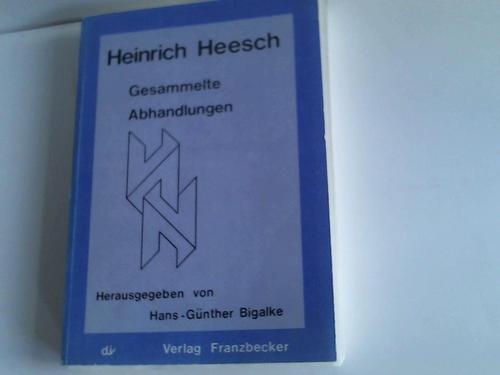 Heinrich Heesch
Gesammelte
Abhandlungen
Herausgegeben von
Hans-Günther Bigalke
Verlag Franzbecker